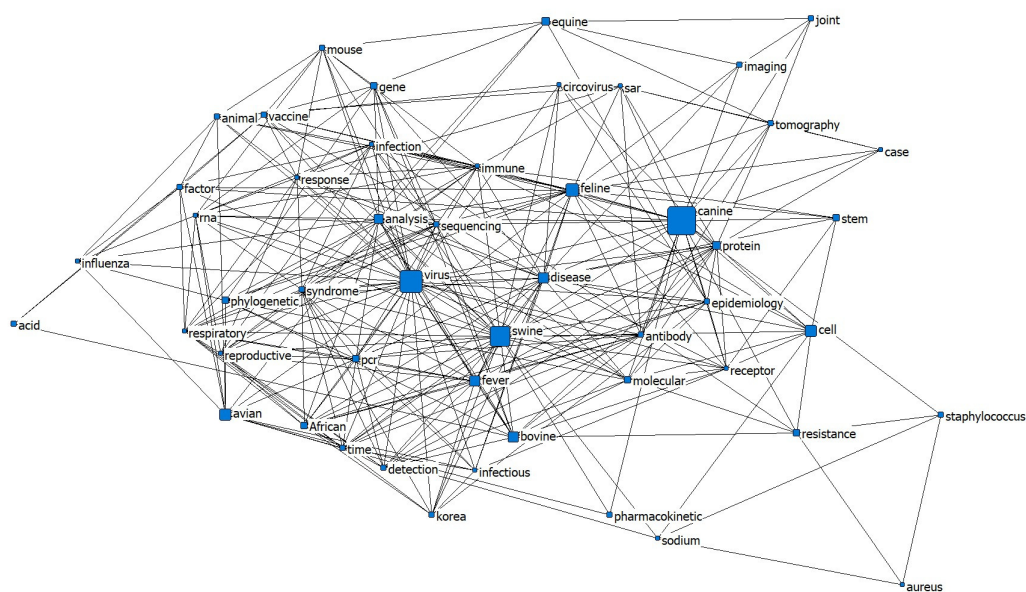 equine
joint
mouse
imaging
gene
circovirus
sar
animal
vaccine
tomography
infection
case
immune
factor
response
feline
rna
analysis
canine
stem
sequencing
protein
influenza
virus
disease
syndrome
phylogenetic
epidemiology
acid
respiratory
swine
antibody
cell
reproductive
pcr
fever
molecular
receptor
avian
African
bovine
resistance
staphylococcus
time
detection
infectious
korea
pharmacokinetic
sodium
aureus